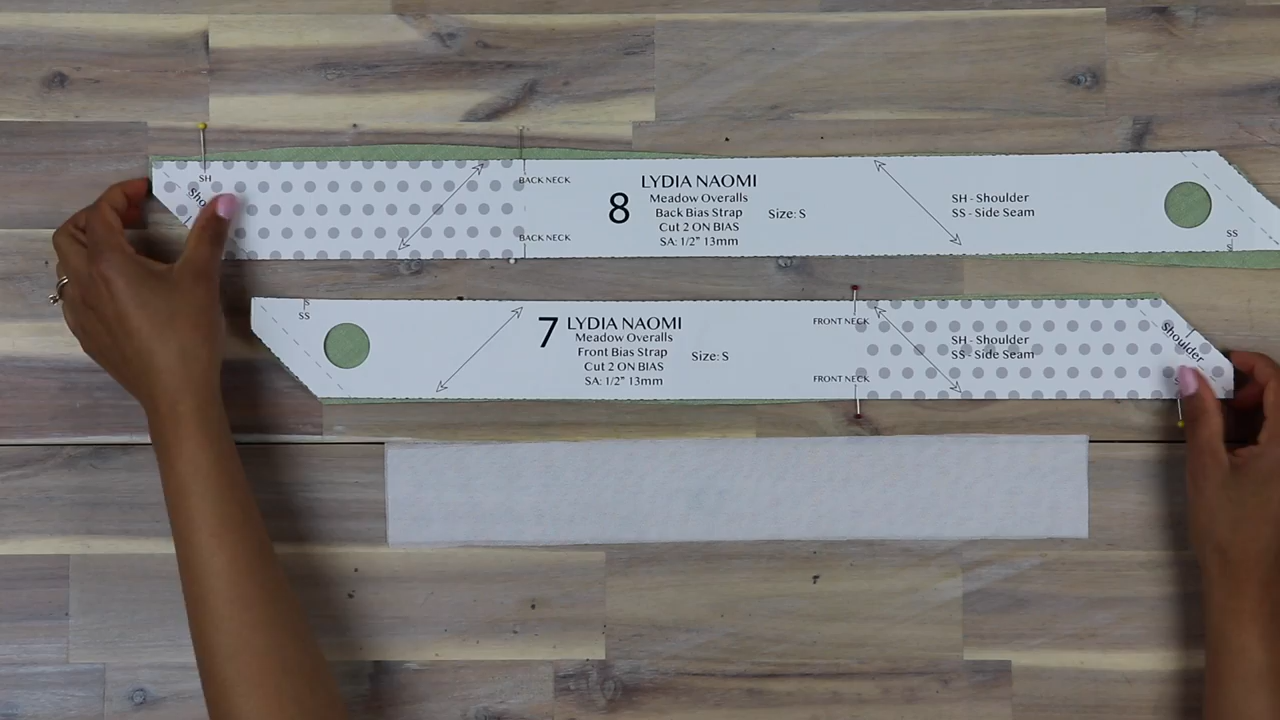 SH
Sho
BACK NECK
BACK NECK
8
LYDIA NAOMI
Meadow Overalls
Back Bias Strap
Cut 2 ON BIAS
SA: 1/2" 13mm
Size: S
SH - Shoulder
SS - Side Seam
SS
SS
7
LYDIA NAOMI
Meadow Overalls
Front Bias Strap
Cut 2 ON BIAS
SA: 1/2" 13mm
Size: S
FRONT NECK
FRONT NECK
SH - Shoulder
SS - Side Seam
Shoulder